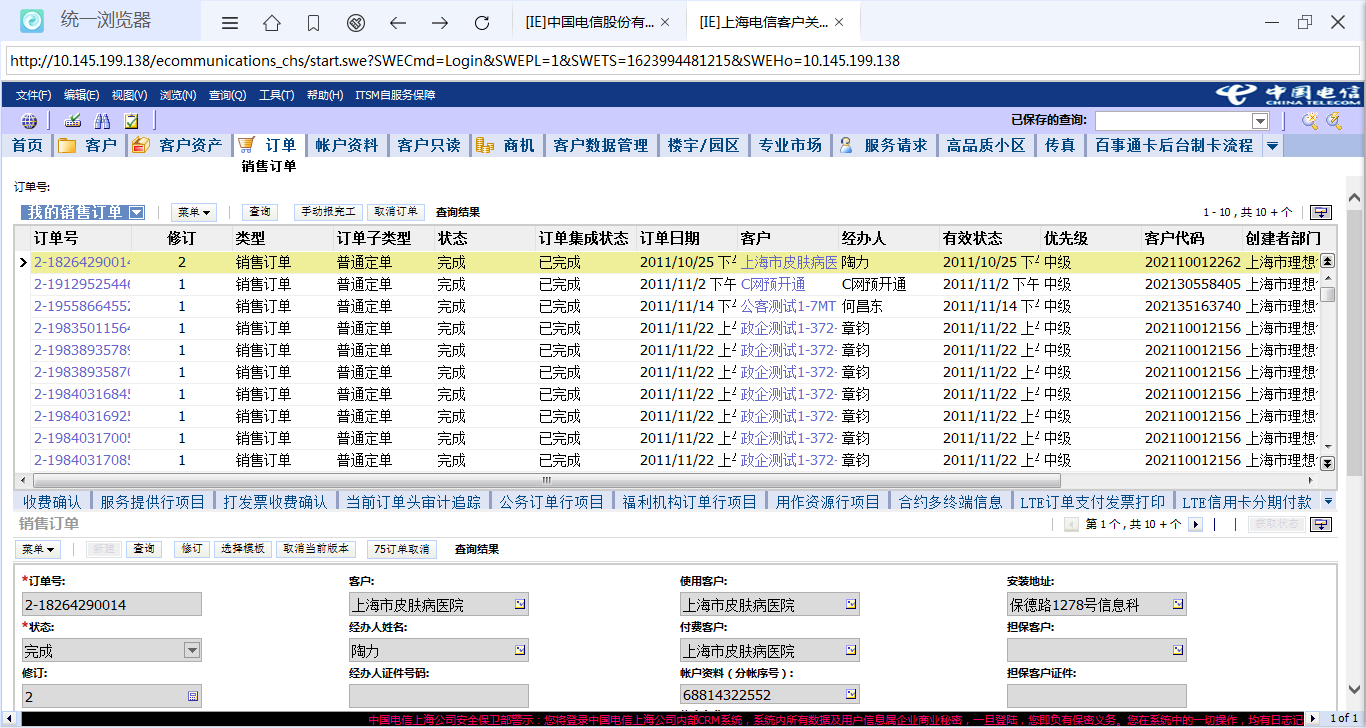 统一浏览器 [[IE]中国电信股份有... [[IE]上海电信客户关...
http://10.145.199.138/ecommunications_chs/start.swe?SWECmd=Login&SWEPL=1&SWETS=1623994481215&SWEHo=10.145.199.138
文件(F) 编辑(E) 视图(V) 浏览(N) 查询(Q) 工具(T) 帮助(H) ITSM自服务保障 中国电信
CHINA TELECOM
已保存的查询:
首页 客户 客户资产 订单 帐户资料 客户只读 商机 客户数据管理 楼宇/园区 专业市场 服务请求 高品质小区 传真 百事通卡后台制卡流程
销售订单
订单号:
我的销售订单 菜单 查询 手动报完工 取消订单 查询结果 1 - 10 , 共 10 + 个
订单号 修订 类型 订单子类型 状态 订单集成状态 订单日期 客户 经办人 有效状态 优先级 客户代码 创建者部门
2-18264290014 2 销售订单 普通定单 完成 已完成 2011/10/25 下午 上海市皮肤病医 陶力 2011/10/25 下午 中级 202110012262 上海市理想
2-1912952544 1 销售订单 普通定单 完成 已完成 2011/11/2 下午 C网预开通 C网预开通 2011/11/2 下午 中级 202130558405 上海市理想
2-1955866455 1 销售订单 普通定单 完成 已完成 2011/11/14 下午 公客测试1-7MT 何昌东 2011/11/14 下午 中级 202135163740 上海市理想
2-1983501156 1 销售订单 普通定单 完成 已完成 2011/11/22 上午 政企测试1-372- 章钧 2011/11/22 上午 中级 202110012156 上海市理想
2-1983893578 1 销售订单 普通定单 完成 已完成 2011/11/22 上午 政企测试1-372- 章钧 2011/11/22 上午 中级 202110012156 上海市理想
2-1983893587 1 销售订单 普通定单 完成 已完成 2011/11/22 上午 政企测试1-372- 章钧 2011/11/22 上午 中级 202110012156 上海市理想
2-1984031684 1 销售订单 普通定单 完成 已完成 2011/11/22 上午 政企测试1-372- 章钧 2011/11/22 上午 中级 202110012156 上海市理想
2-1984031692 1 销售订单 普通定单 完成 已完成 2011/11/22 上午 政企测试1-372- 章钧 2011/11/22 上午 中级 202110012156 上海市理想
2-1984031700 1 销售订单 普通定单 完成 已完成 2011/11/22 上午 政企测试1-372- 章钧 2011/11/22 上午 中级 202110012156 上海市理想
2-1984031708 1 销售订单 普通定单 完成 已完成 2011/11/22 上午 政企测试1-372- 章钧 2011/11/22 上午 中级 202110012156 上海市理想
收费确认 服务提供行项目 打发票收费确认 当前订单头审计追踪 公务订单行项目 福利机构订单行项目 用作资源行项目 合约多终端信息 LTE订单支付发票打印 LTE信用卡分期付款
销售订单 第 1 个 , 共 10 + 个 获取状态
菜单 新建 查询 修订 选择模板 取消当前版本 75订单取消 查询结果
*订单号: 客户: 使用客户: 安装地址:
2-18264290014 上海市皮肤病医院 上海市皮肤病医院 保德路1278号信息科
*状态: 经办人姓名: 付费客户: 担保客户:
完成 陶力 上海市皮肤病医院
修订: 经办人证件号码: 帐户资料（分帐序号）: 担保客户证件:
2 68814322552
中国电信上海公司安全保卫部警示：您将登录中国电信上海公司内部CRM系统，系统内所有数据及用户信息属企业商业秘密，一旦登陆，您即负有保密义务。您在系统中的一切操作，均有日志记 1 of 1